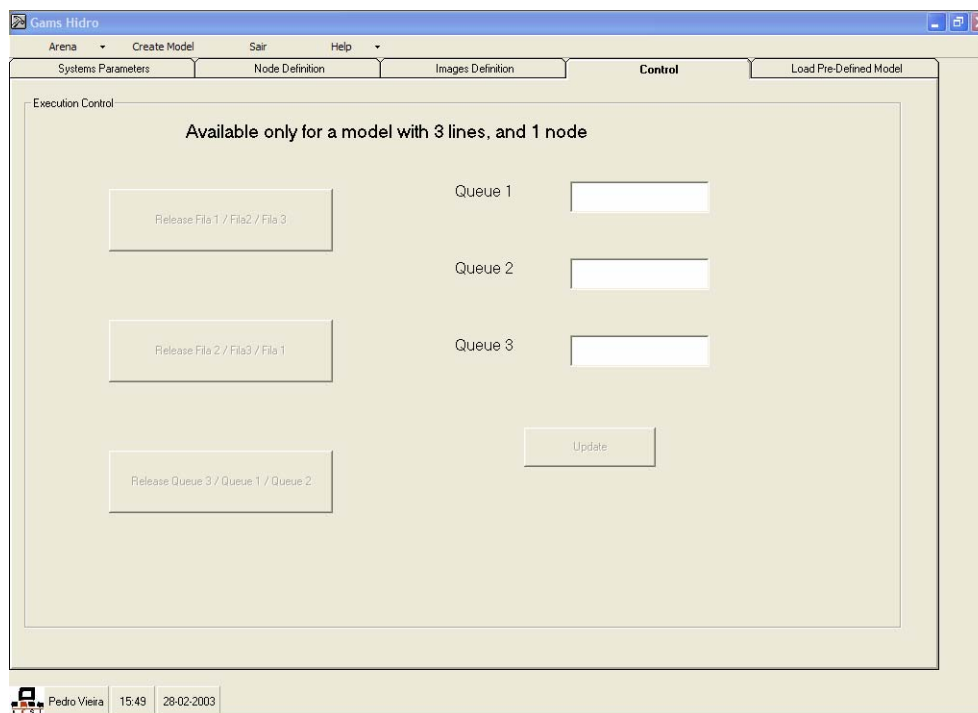 Gams Hidro
Arena Create Model Sair Help
Systems Parameters Node Definition Images Definition Control Load Pre-Defined Model
Execution Control
Available only for a model with 3 lines, and 1 node
Release Fila 1 / Fila2 / Fila 3
Release Fila 2 / Fila3 / Fila 1
Release Queue 3 / Queue 1 / Queue 2
Queue 1
Queue 2
Queue 3
Update
Pedro Vieira 15:49 28-02-2003